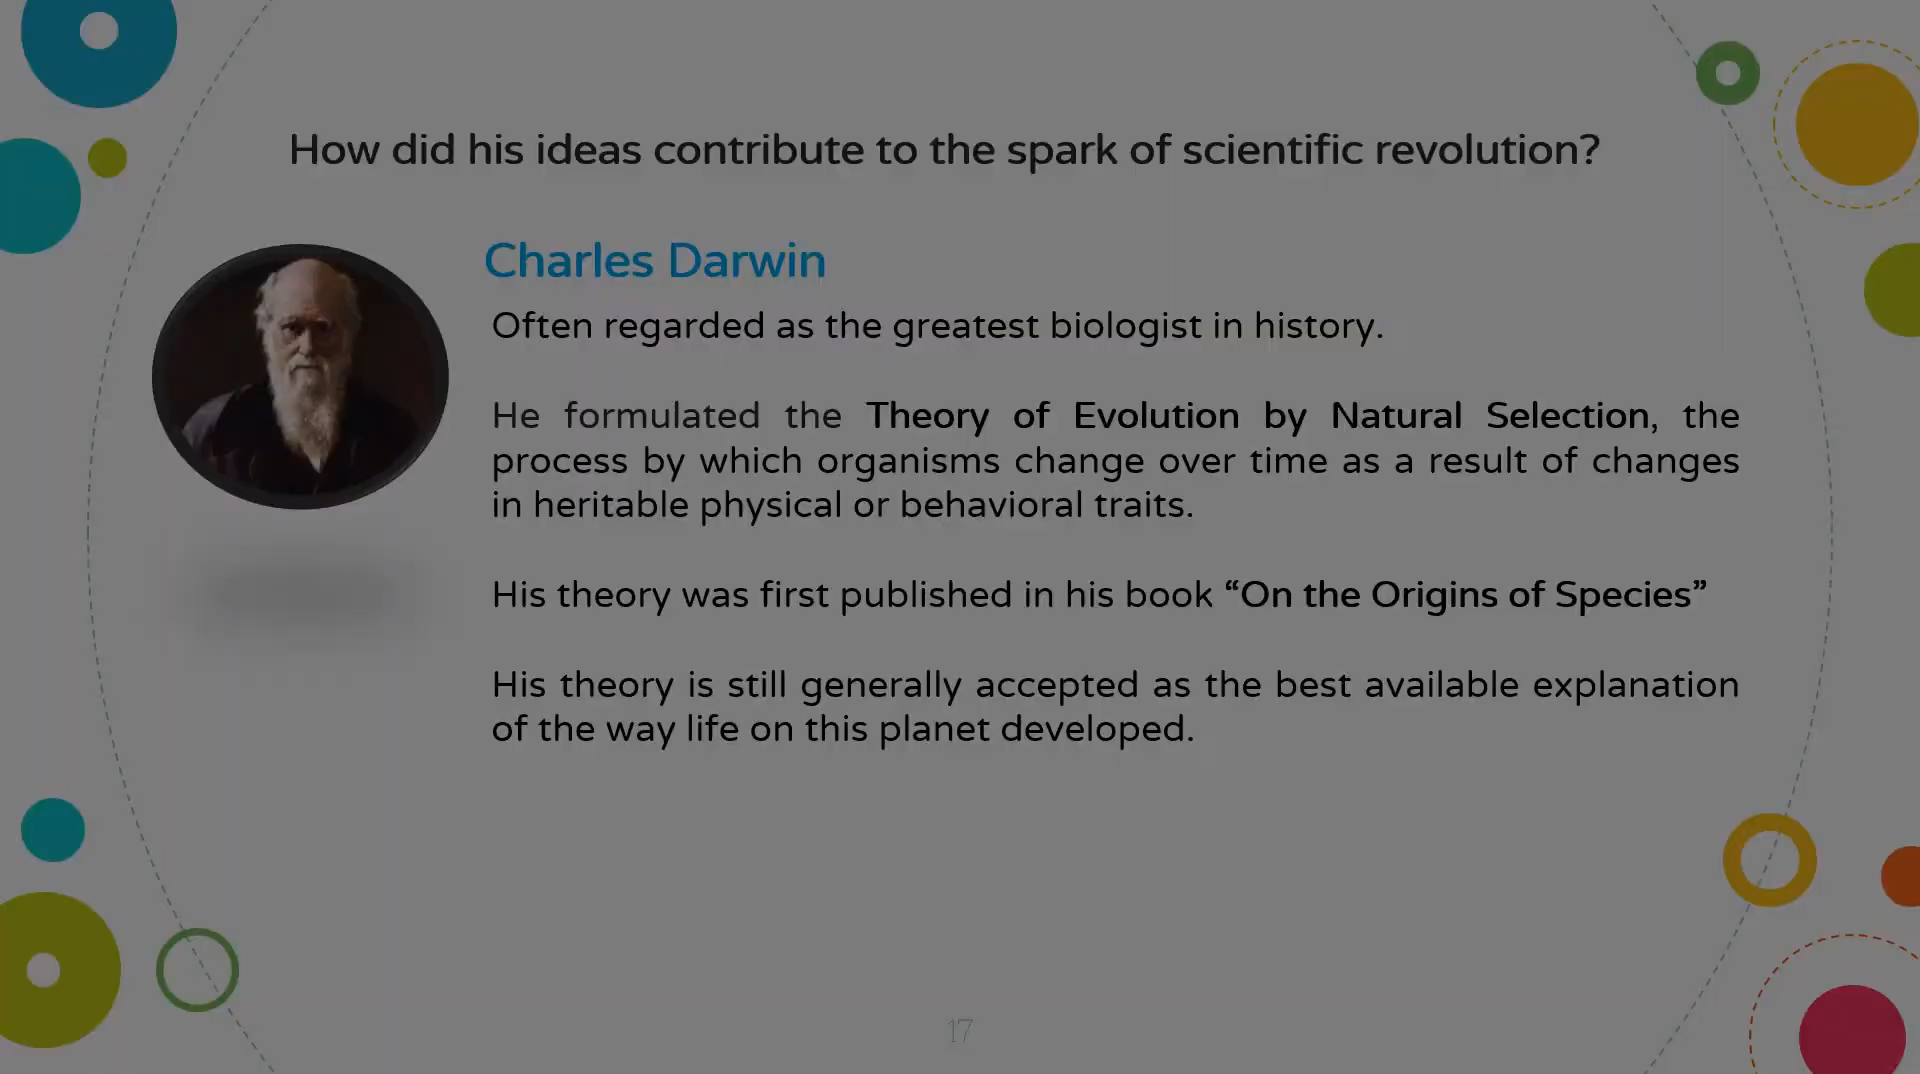 How did his ideas contribute to the spark of scientific revolution?
Charles Darwin
Often regarded as the greatest biologist in history.
He formulated the Theory of Evolution by Natural Selection, the
process by which organisms change over time as a result of changes
in heritable physical or behavioral traits.
His theory was first published in his book “On the Origins of Species”
His theory is still generally accepted as the best available explanation
of the way life on this planet developed.
17